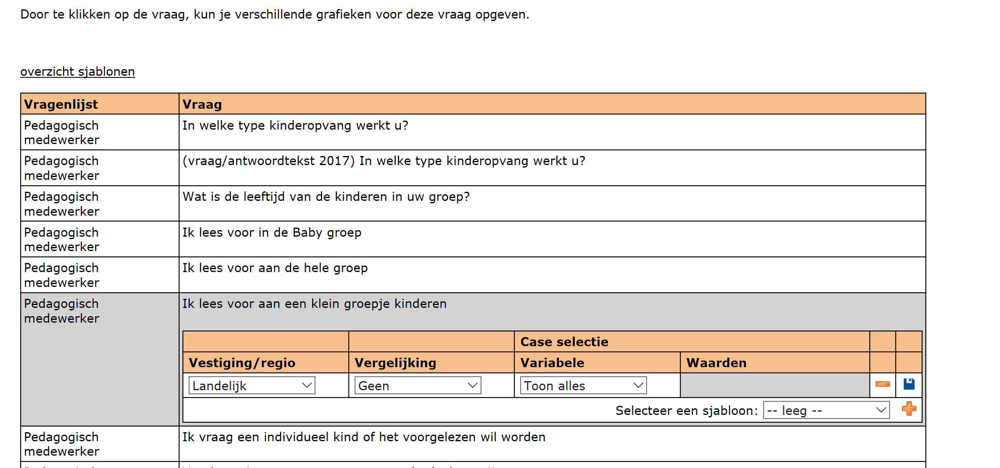 Door te klikken op de vraag, kun je verschillende grafieken voor deze vraag opgeven.
overzicht sjablonen
Vragenlijst Vraag
Pedagogisch medewerker In welke type kinderopvang werkt u?
Pedagogisch medewerker (vraag/antwoordtekst 2017) In welke type kinderopvang werkt u?
Pedagogisch medewerker Wat is de leeftijd van de kinderen in uw groep?
Pedagogisch medewerker Ik lees voor in de Baby groep
Pedagogisch medewerker Ik lees voor aan de hele groep
Pedagogisch medewerker Ik lees voor aan een klein groepje kinderen
Case selectie
Vestiging/regio Vergelijking Variabele Waarden
Landelijk Geen Toon alles
Selecteer een sjabloon: -- leeg --
Pedagogisch medewerker Ik vraag een individueel kind of het voorgelezen wil worden